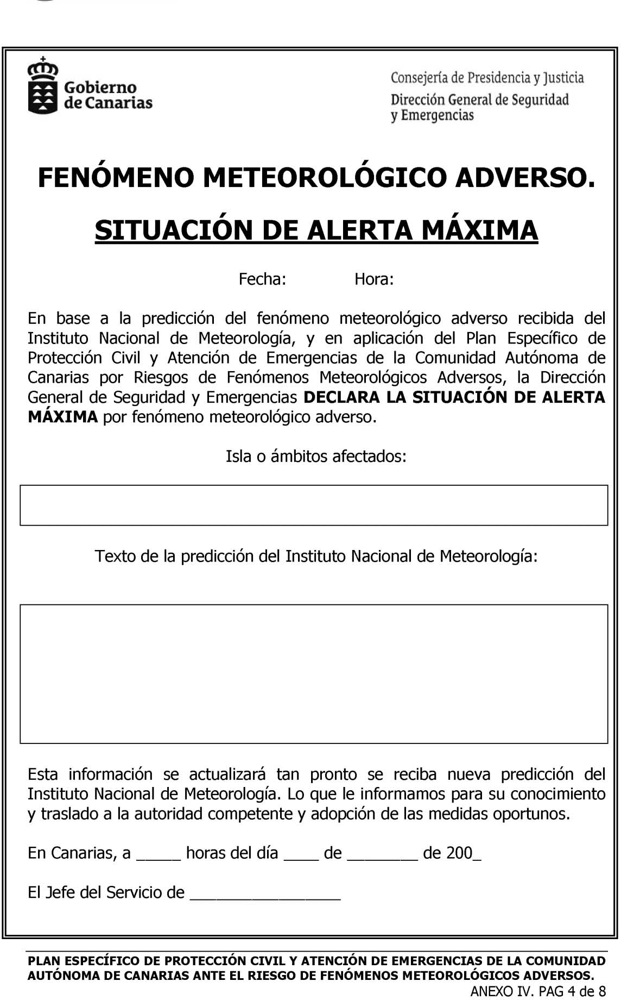 Gobierno
de Canarias
Consejería de Presidencia y Justicia
Dirección General de Seguridad
y Emergencias
FENÓMENO METEOROLÓGICO ADVERSO.
SITUACIÓN DE ALERTA MÁXIMA
Fecha: Hora:
En base a la predicción del fenómeno meteorológico adverso recibida del
Instituto Nacional de Meteorología, y en aplicación del Plan Específico de
Protección Civil y Atención de Emergencias de la Comunidad Autónoma de
Canarias por Riesgos de Fenómenos Meteorológicos Adversos, la Dirección
General de Seguridad y Emergencias DECLARA LA SITUACIÓN DE ALERTA
MÁXIMA por fenómeno meteorológico adverso.
Isla o ámbitos afectados:
Texto de la predicción del Instituto Nacional de Meteorología:
Esta información se actualizará tan pronto se reciba nueva predicción del
Instituto Nacional de Meteorología. Lo que le informamos para su conocimiento
y traslado a la autoridad competente y adopción de las medidas oportunos.
En Canarias, a _____ horas del día ____ de ________ de 200_
El Jefe del Servicio de _________________
PLAN ESPECÍFICO DE PROTECCIÓN CIVIL Y ATENCIÓN DE EMERGENCIAS DE LA COMUNIDAD
AUTÓNOMA DE CANARIAS ANTE EL RIESGO DE FENÓMENOS METEOROLÓGICOS ADVERSOS.
ANEXO IV. PAG 4 de 8